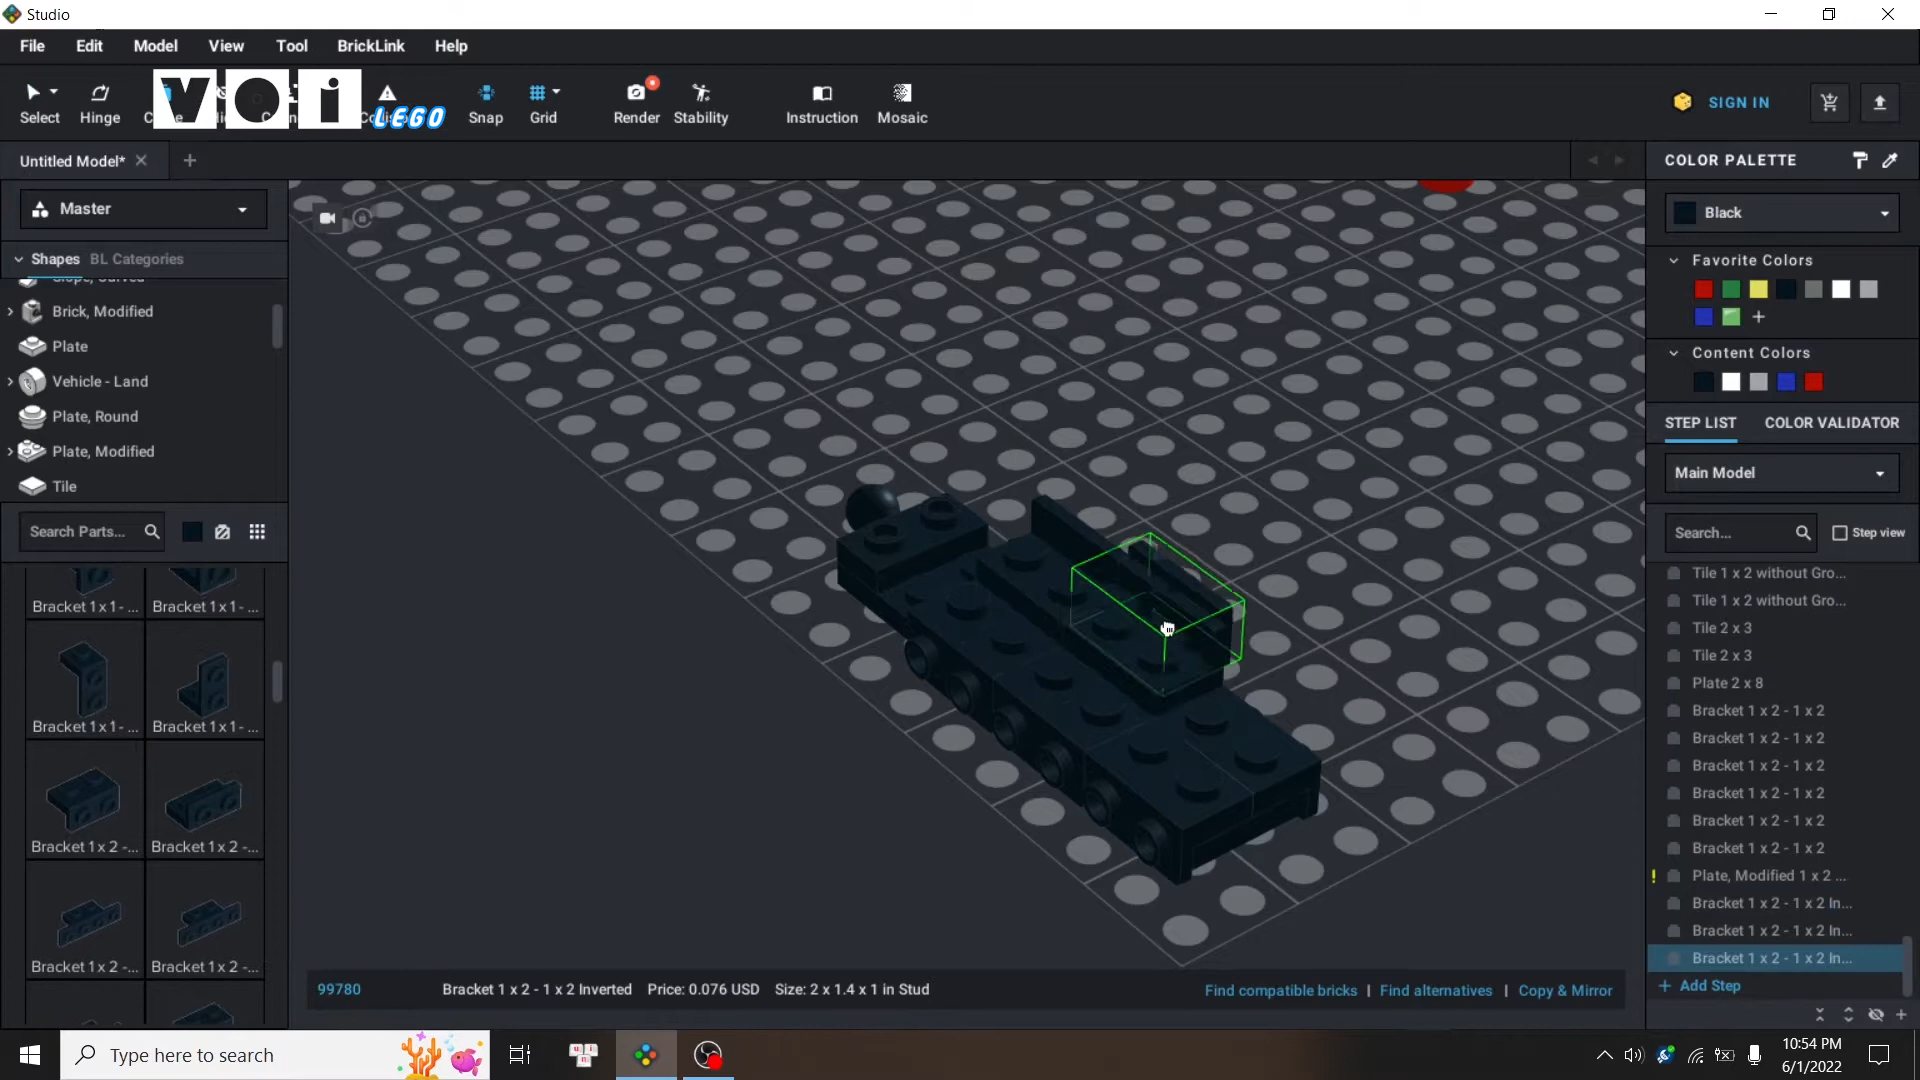 Studio
File Edit Model View Tool BrickLink Help
Select Hinge Snap Grid Render Stability Instruction Mosaic SIGN IN
VOi LEGO
Untitled Model*
COLOR PALETTE
Master
Black
Shapes BL Categories
Favorite Colors
Slope, Curved
Brick, Modified
Plate
Content Colors
Vehicle - Land
Plate, Round
STEP LIST COLOR VALIDATOR
Plate, Modified
Main Model
Tile
Search Parts...
Search... Step view
Tile 1 x 2 without Gro...
Tile 1 x 2 without Gro...
Tile 2 x 3
Tile 2 x 3
Plate 2 x 8
Bracket 1 x 2 - 1 x 2
Bracket 1 x 2 - 1 x 2
Bracket 1 x 2 - 1 x 2
Bracket 1 x 2 - 1 x 2
Bracket 1 x 2 - 1 x 2
Bracket 1 x 2 - 1 x 2
Plate, Modified 1 x 2 ...
Bracket 1 x 2 - 1 x 2 In...
Bracket 1 x 2 - 1 x 2 In...
Bracket 1 x 2 - 1 x 2 In...
+ Add Step
Bracket 1 x 1 - ... Bracket 1 x 1 - ...
Bracket 1 x 1 - ... Bracket 1 x 1 - ...
Bracket 1 x 2 -... Bracket 1 x 2 -...
Bracket 1 x 2 -... Bracket 1 x 2 -...
99780 Bracket 1 x 2 - 1 x 2 Inverted Price: 0.076 USD Size: 2 x 1.4 x 1 in Stud Find compatible bricks | Find alternatives | Copy & Mirror
Type here to search
10:54 PM
6/1/2022